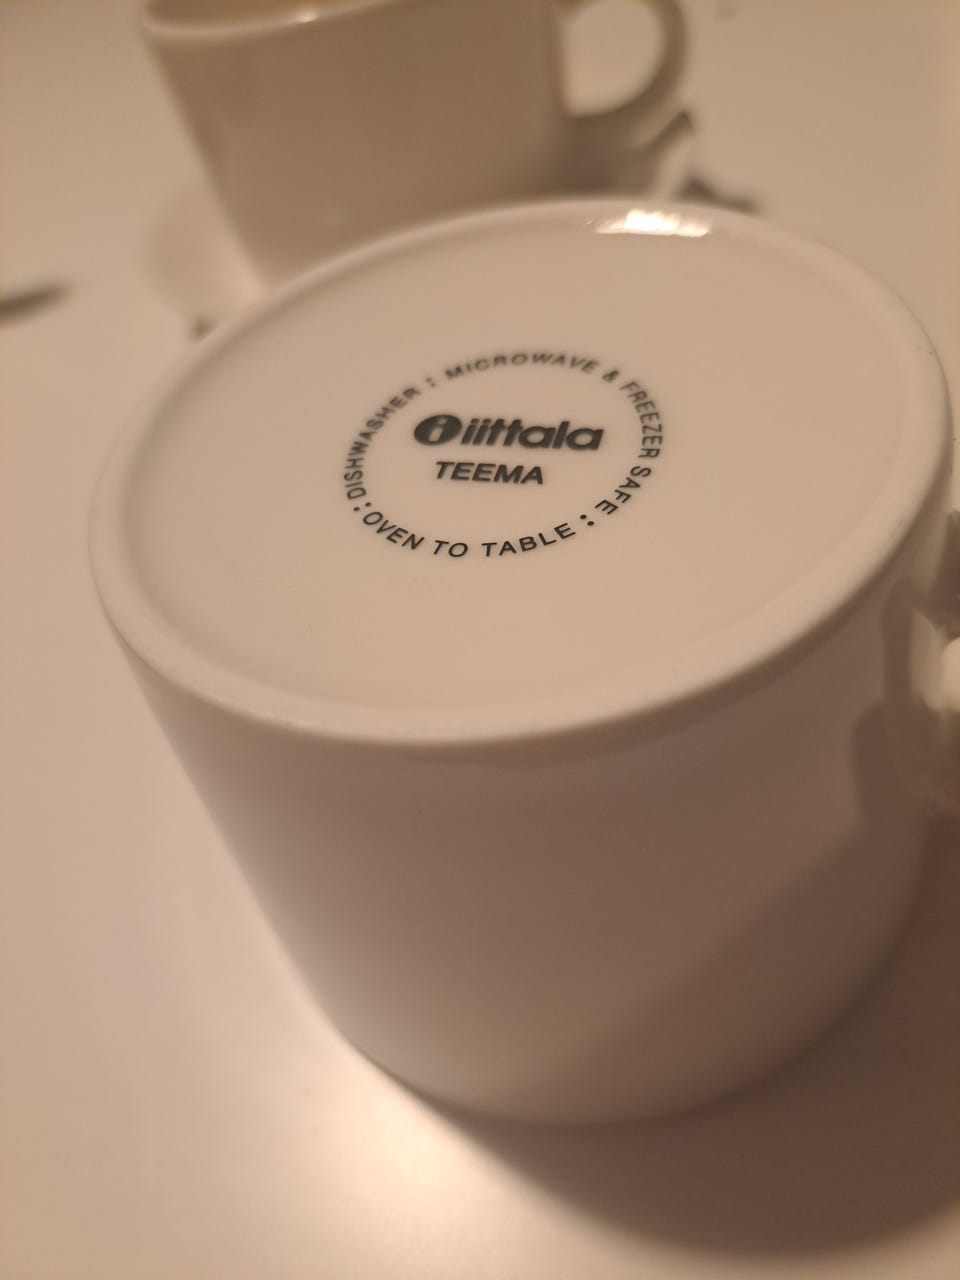 DISHWASHER : MICROWAVE & FREEZER SAFE :
iittala
TEEMA
OVEN TO TABLE :